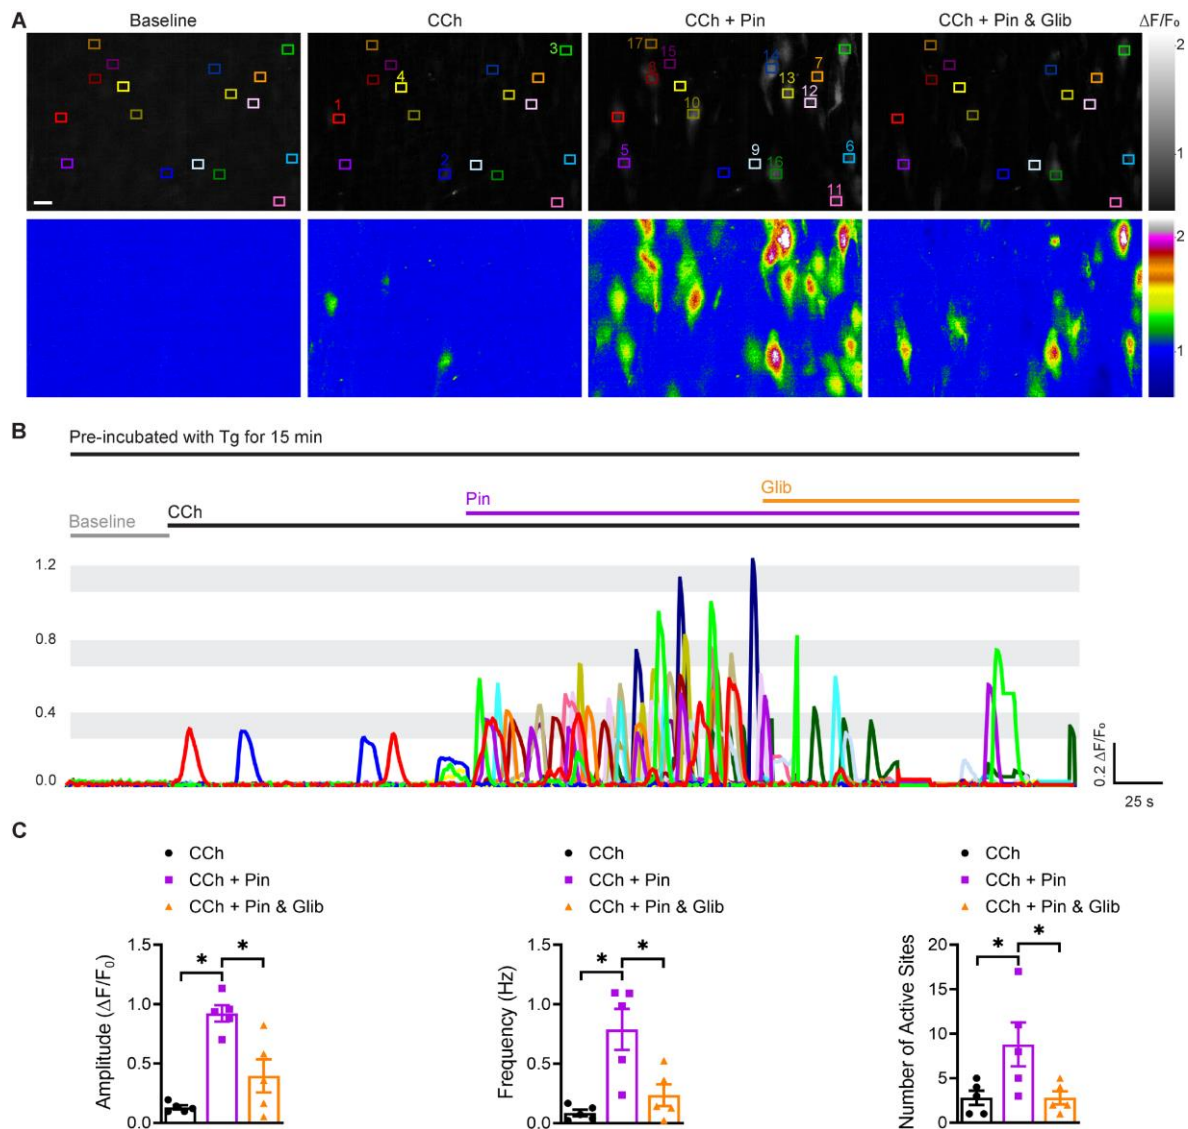 A
Baseline
CCh
CCh + Pin
CCh + Pin & Glib
ΔF/F₀
3
17
15
14
7
2
4
8
13
12
1
10
1
5
2
9
6
16
11
2
1
B
Pre-incubated with Tg for 15 min
Glib
Pin
Baseline
CCh
1.2
0.8
0.4
0.0
0.2 ΔF/F₀
25 s
C
CCh
CCh + Pin
CCh + Pin & Glib
CCh
CCh + Pin
CCh + Pin & Glib
CCh
CCh + Pin
CCh + Pin & Glib
Amplitude (ΔF/F₀)
1.5
1.0
0.5
0.0
* *
Frequency (Hz)
1.5
1.0
0.5
0.0
* *
Number of Active Sites
20
15
10
5
0
* *